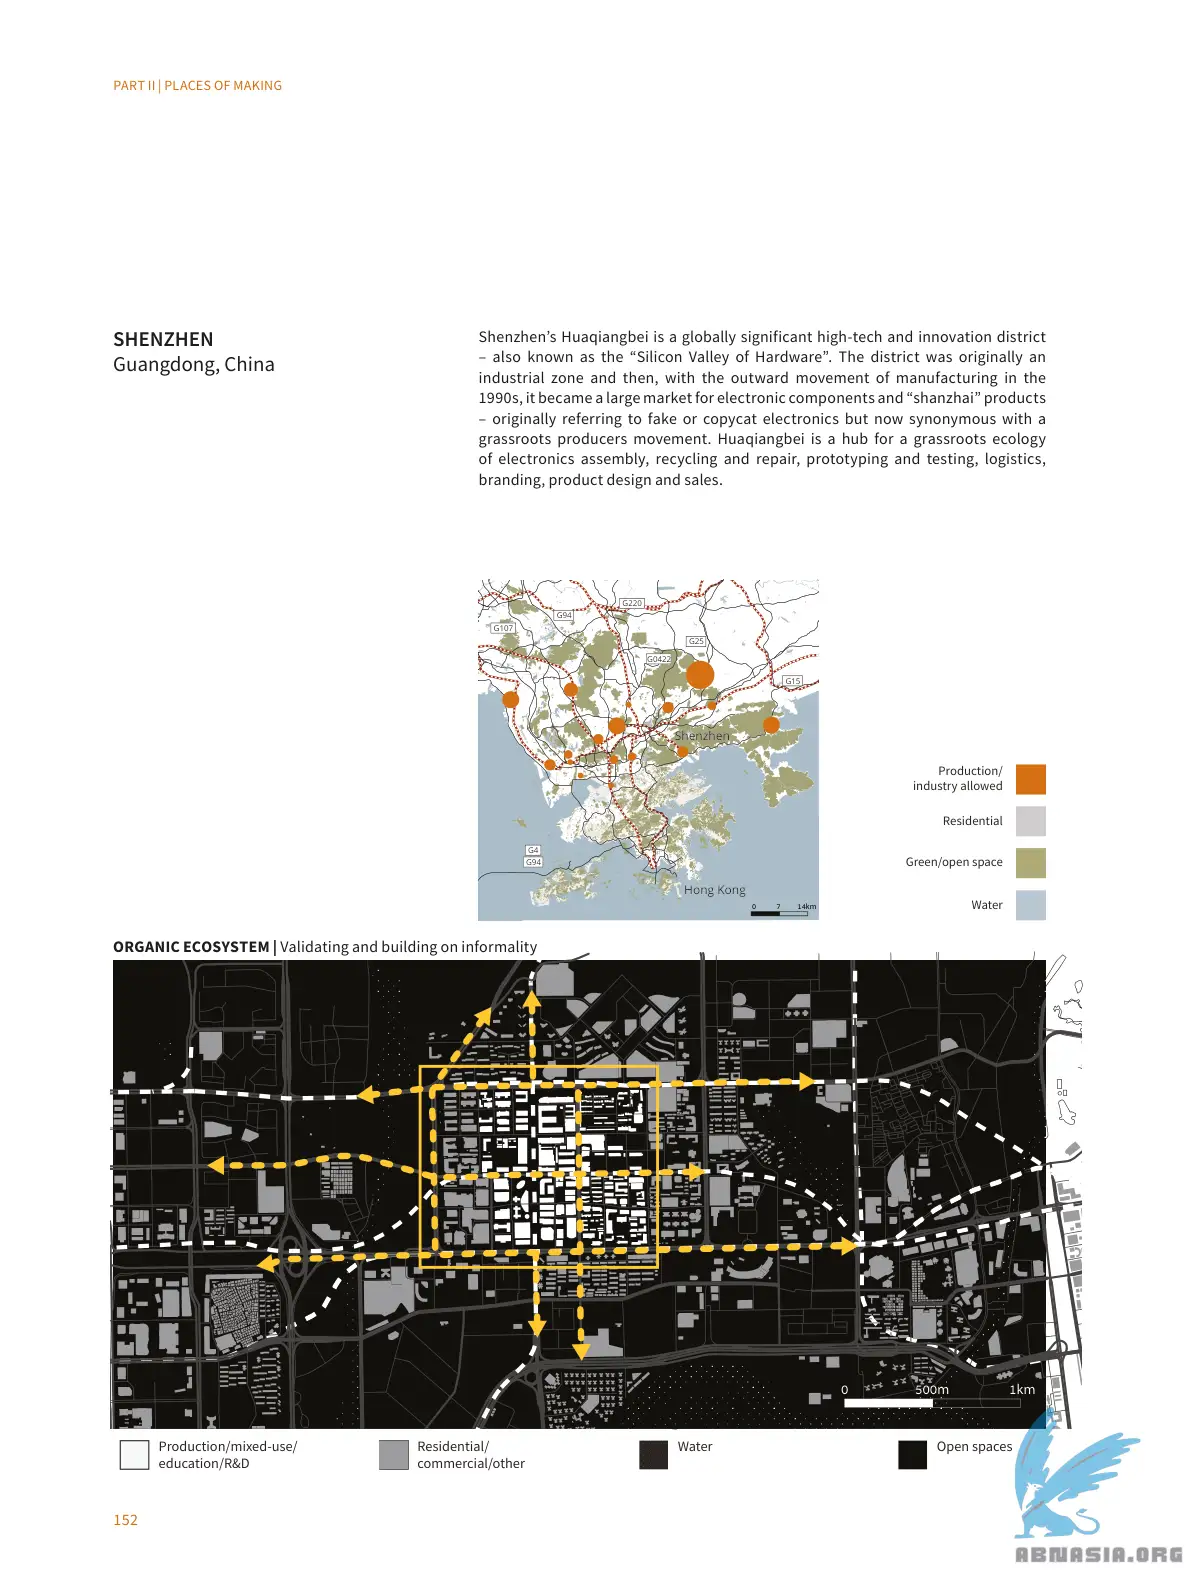 PART II | PLACES OF MAKING
SHENZHEN
Guangdong, China
Shenzhen’s Huaqiangbei is a globally significant high-tech and innovation district
– also known as the “Silicon Valley of Hardware”. The district was originally an
industrial zone and then, with the outward movement of manufacturing in the
1990s, it became a large market for electronic components and “shanzhai” products
– originally referring to fake or copycat electronics but now synonymous with a
grassroots producers movement. Huaqiangbei is a hub for a grassroots ecology
of electronics assembly, recycling and repair, prototyping and testing, logistics,
branding, product design and sales.
G220
G94
G107
G25
G0422
G15
Shenzhen
G4
G94
Hong Kong
0 7 14km
Production/
industry allowed
Residential
Green/open space
Water
ORGANIC ECOSYSTEM | Validating and building on informality
0 500m 1km
Production/mixed-use/
education/R&D
Residential/
commercial/other
Water
Open spaces
152
ABNASIA.ORG